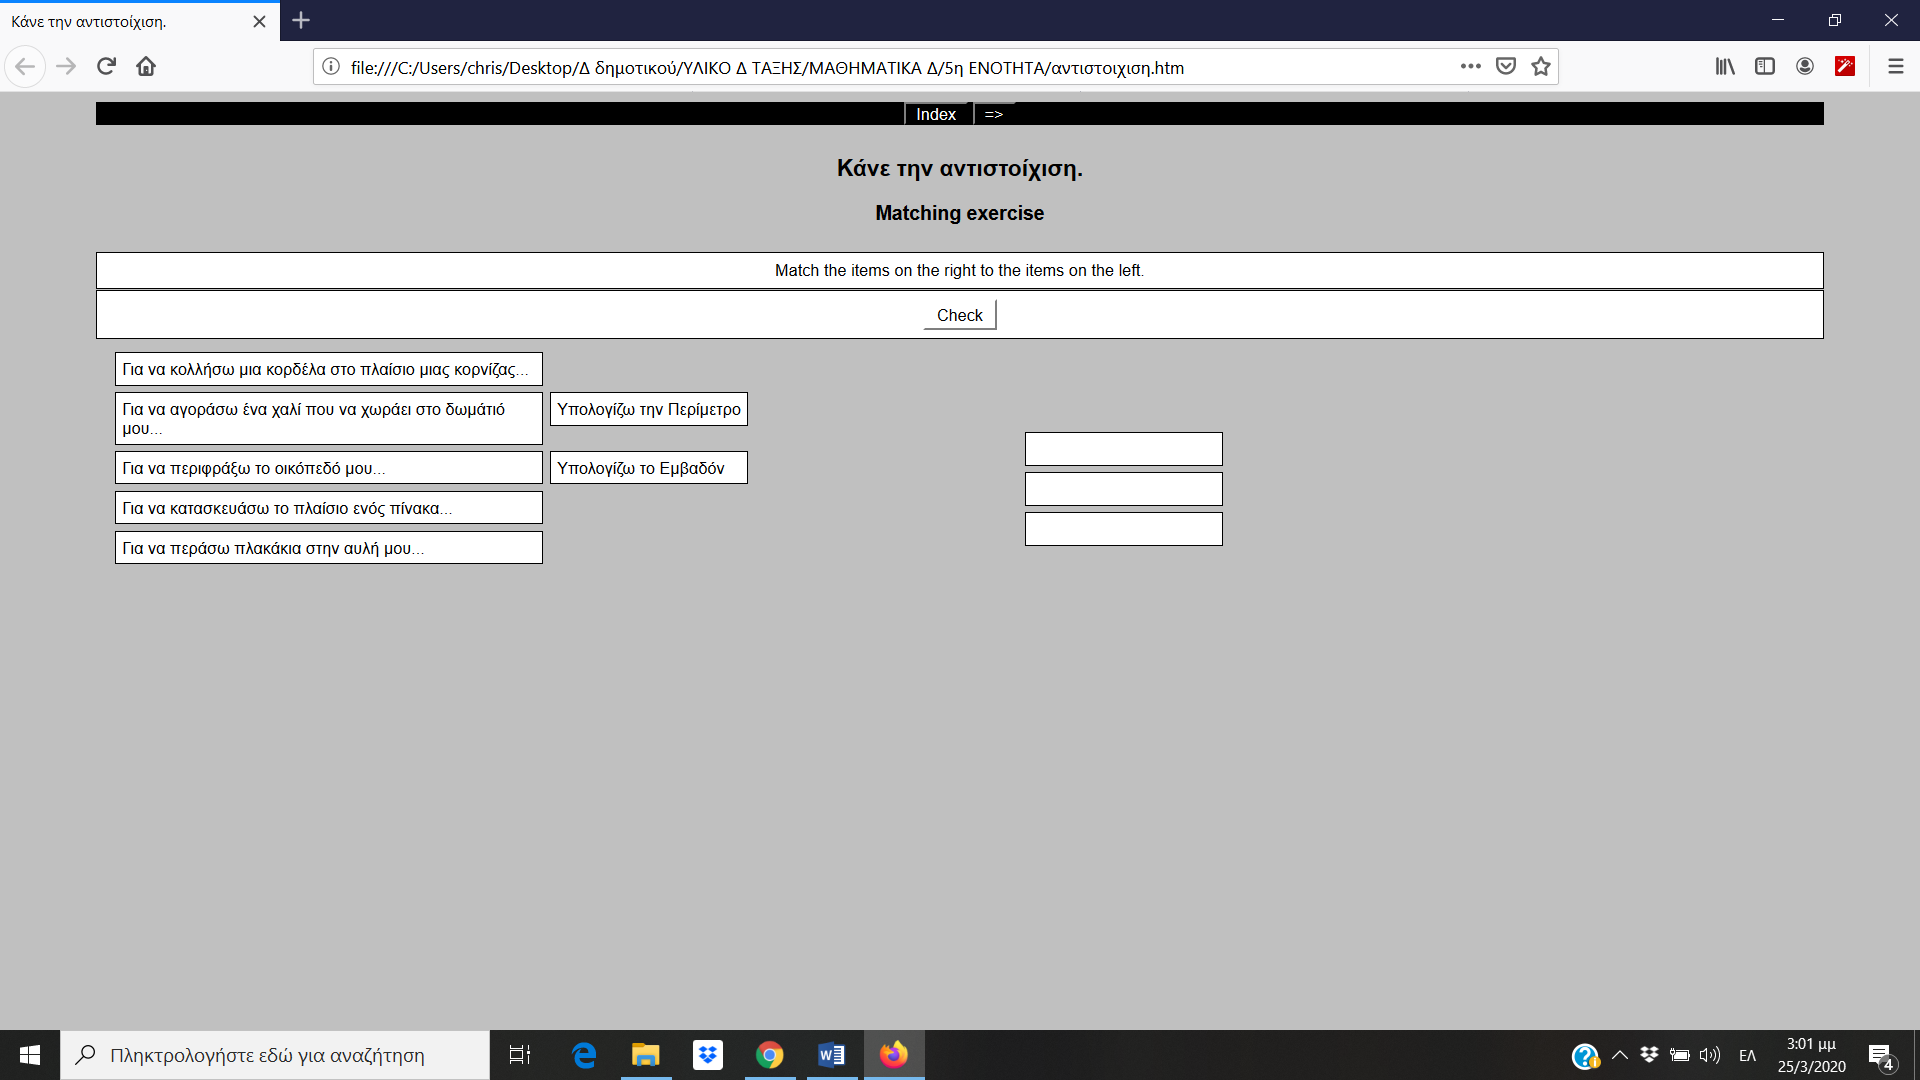 Κάνε την αντιστοίχιση.
file:///C:/Users/chris/Desktop/Δ δημοτικού/ΥΛΙΚΟ Δ ΤΑΞΗΣ/ΜΑΘΗΜΑΤΙΚΑ Δ/5η ΕΝΟΤΗΤΑ/αντιστοιχιση.htm
Index =>
Κάνε την αντιστοίχιση.
Matching exercise
Match the items on the right to the items on the left.
Check
Για να κολλήσω μια κορδέλα στο πλαίσιο μιας κορνίζας...
Για να αγοράσω ένα χαλί που να χωράει στο δωμάτιό
μου...
Υπολογίζω την Περίμετρο
Για να περιφράξω το οικόπεδό μου...
Υπολογίζω το Εμβαδόν
Για να κατασκευάσω το πλαίσιο ενός πίνακα...
Για να περάσω πλακάκια στην αυλή μου...
Πληκτρολογήστε εδώ για αναζήτηση
ΕΛ
3:01 μμ
25/3/2020
4